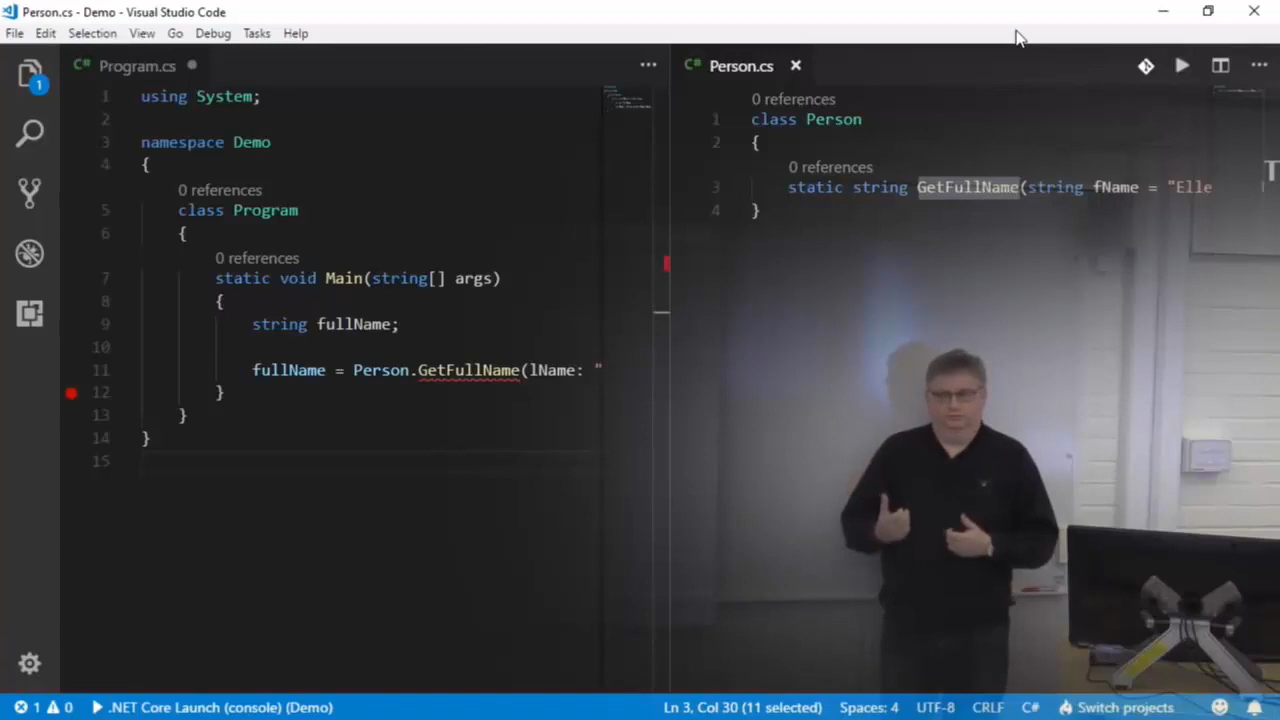 Person.cs - Demo - Visual Studio Code
File Edit Selection View Go Debug Tasks Help
1
C# Program.cs
1 using System;
2
3 namespace Demo
4 {
0 references
5 class Program
6 {
0 references
7 static void Main(string[] args)
8 {
9 string fullName;
10
11 fullName = Person.GetFullName(lName: "
12 }
13 }
14 }
15
C# Person.cs
0 references
1 class Person
2 {
0 references
3 static string GetFullName(string fName = "Elle
4 }
1 0 .NET Core Launch (console) (Demo) Ln 3, Col 30 (11 selected) Spaces: 4 UTF-8 CRLF C# Switch projects